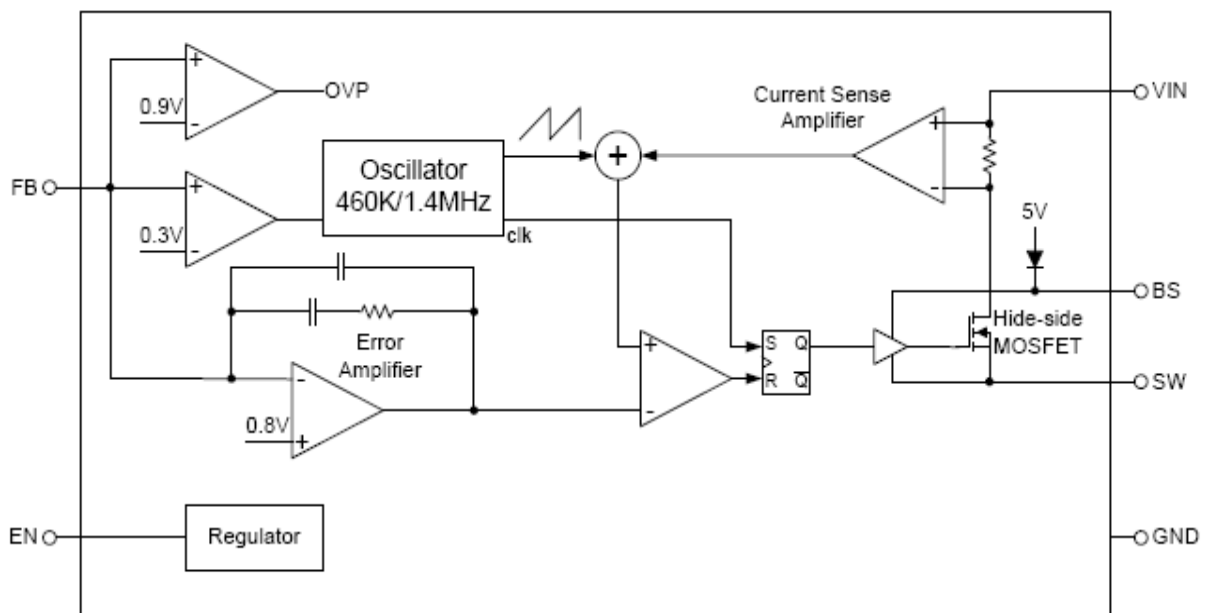 +
0.9V
-
OVP
Current Sense
Amplifier
+
-
VIN
Oscillator
460K/1.4MHz
clk
+
FB
+
0.3V
-
5V
BS
Hide-side
MOSFET
Error
Amplifier
S Q
R Q̅
+
-
SW
-
0.8V
+
EN
Regulator
GND